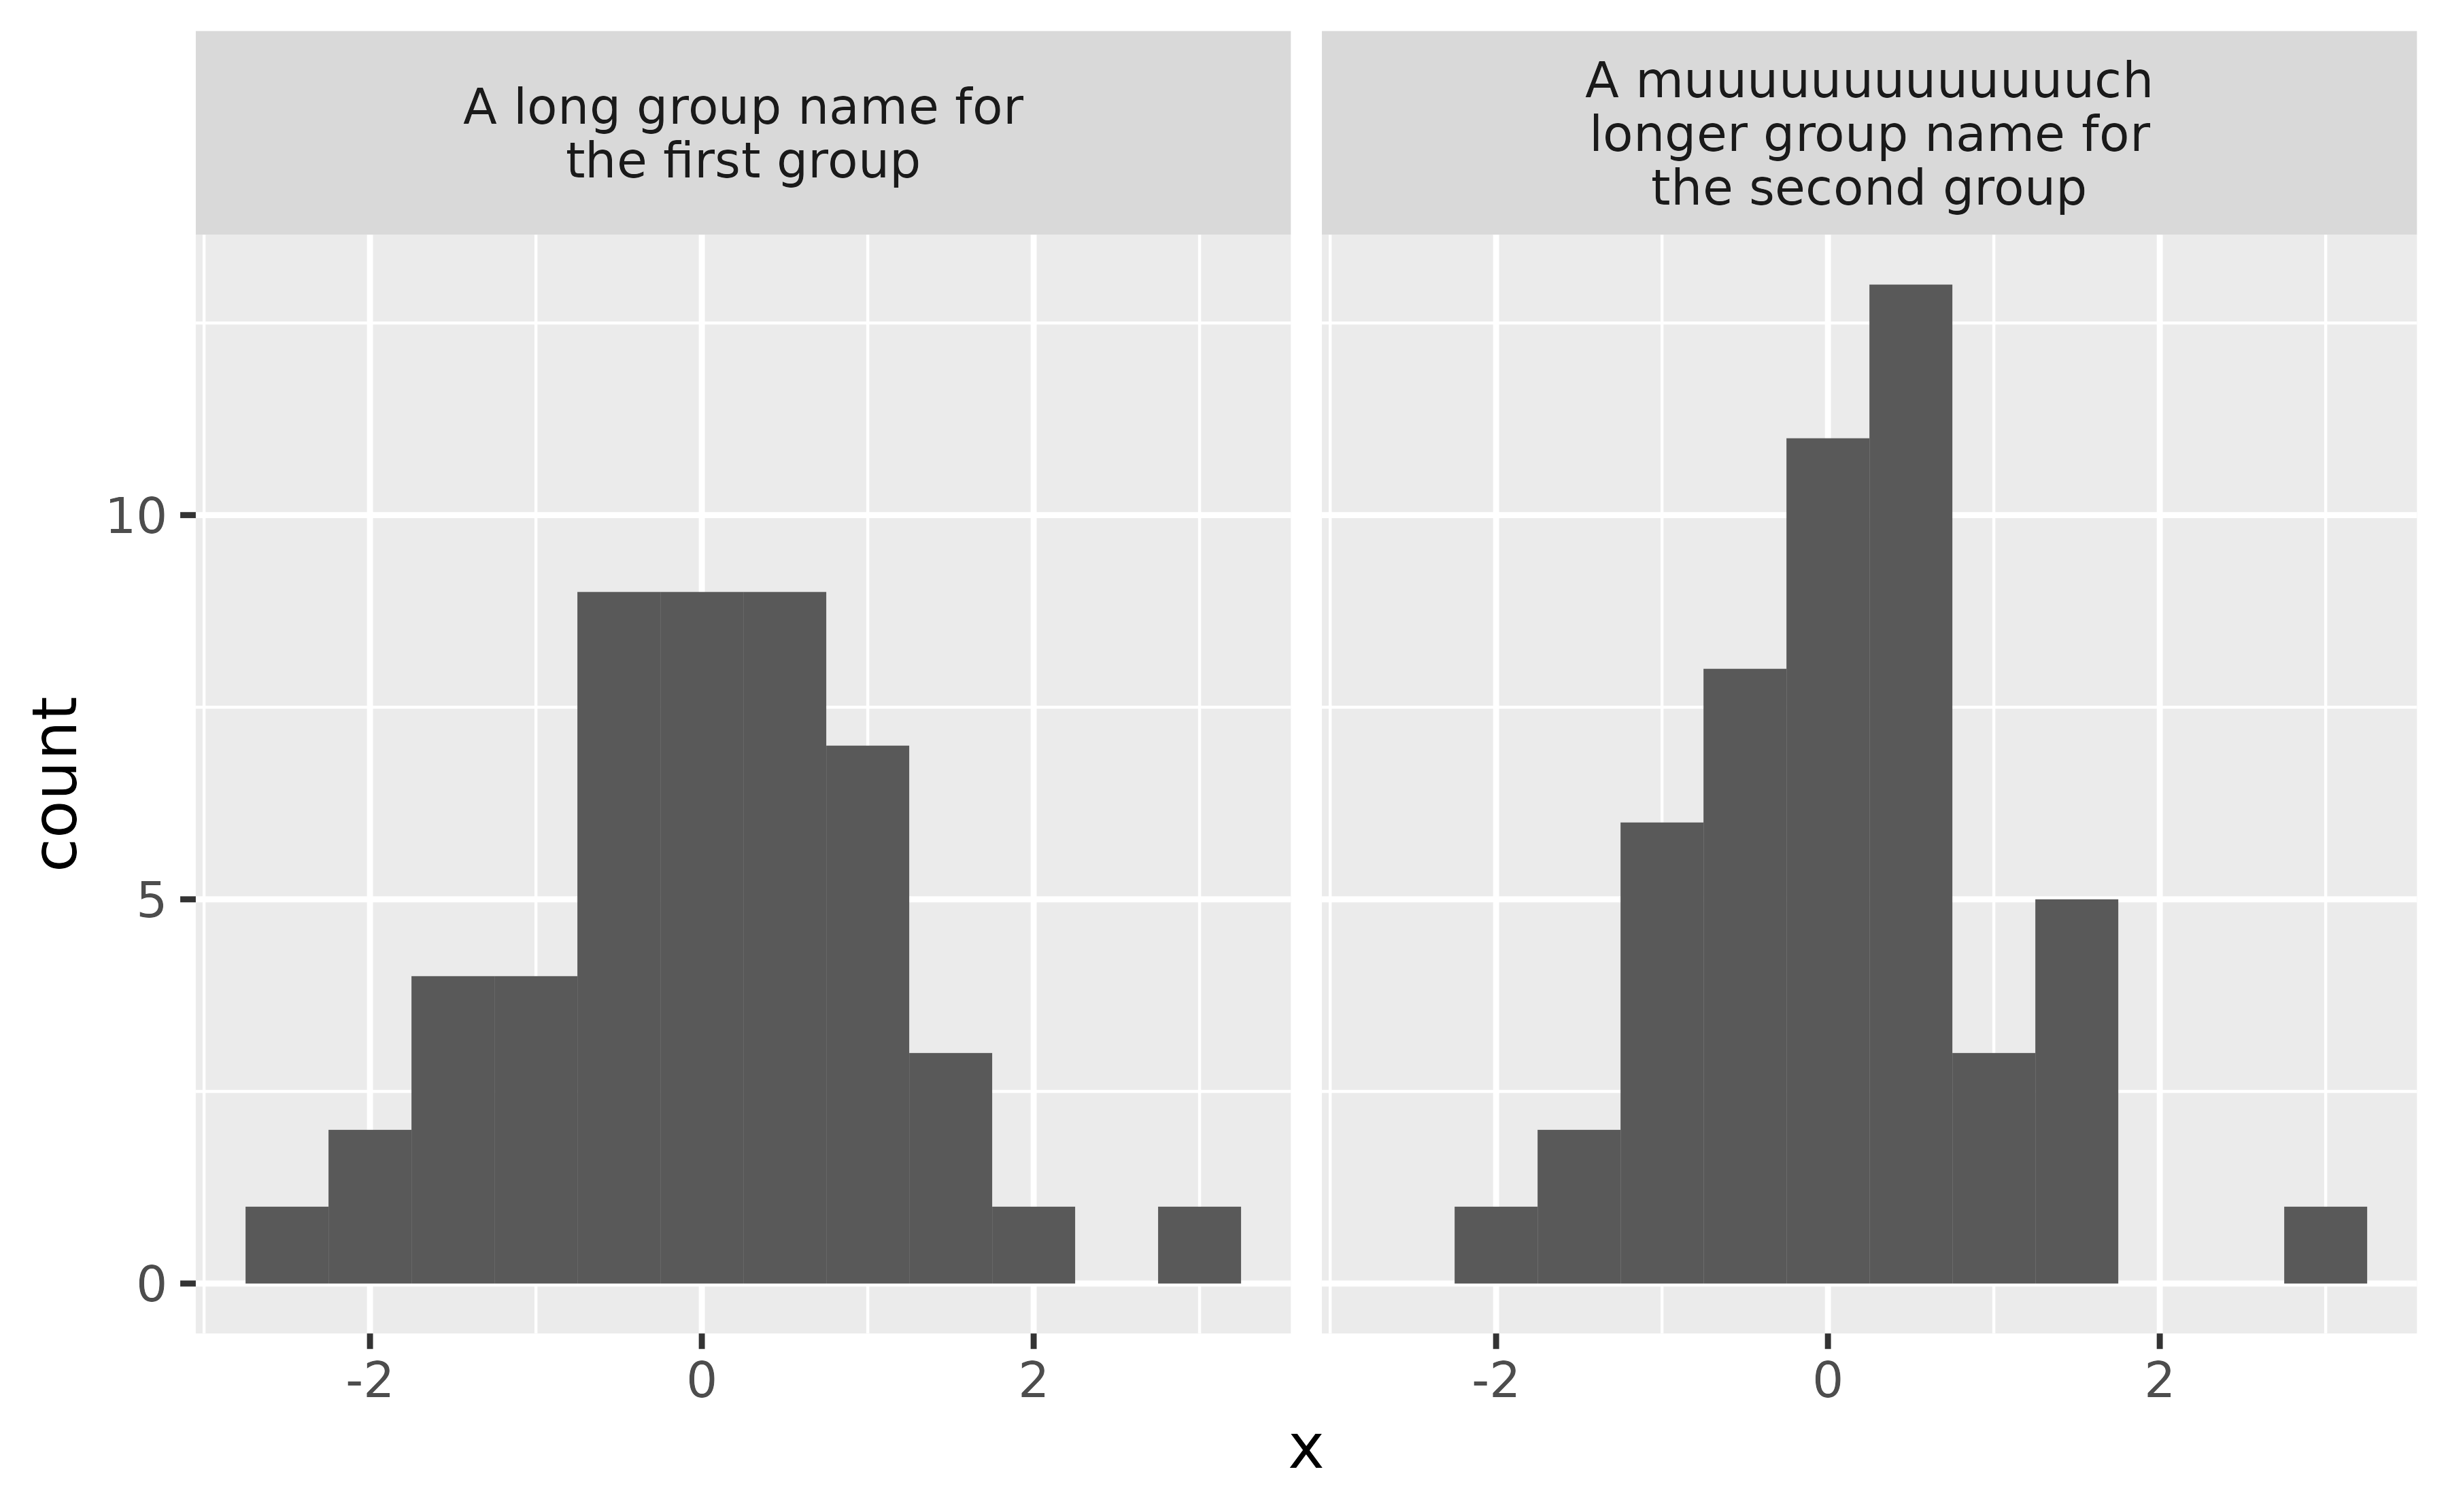 A long group name for
the first group
A muuuuuuuuuuuuuuch
longer group name for
the second group
10
5
0
count
-2
0
2
-2
0
2
x